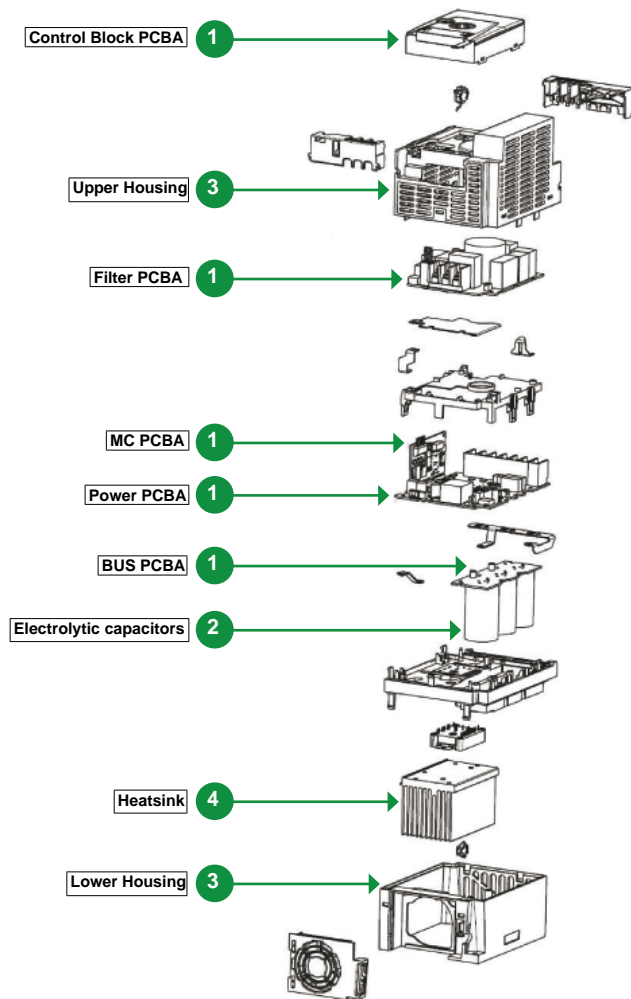 Control Block PCBA 1
Upper Housing 3
Filter PCBA 1
MC PCBA 1
Power PCBA 1
BUS PCBA 1
Electrolytic capacitors 2
Heatsink 4
Lower Housing 3